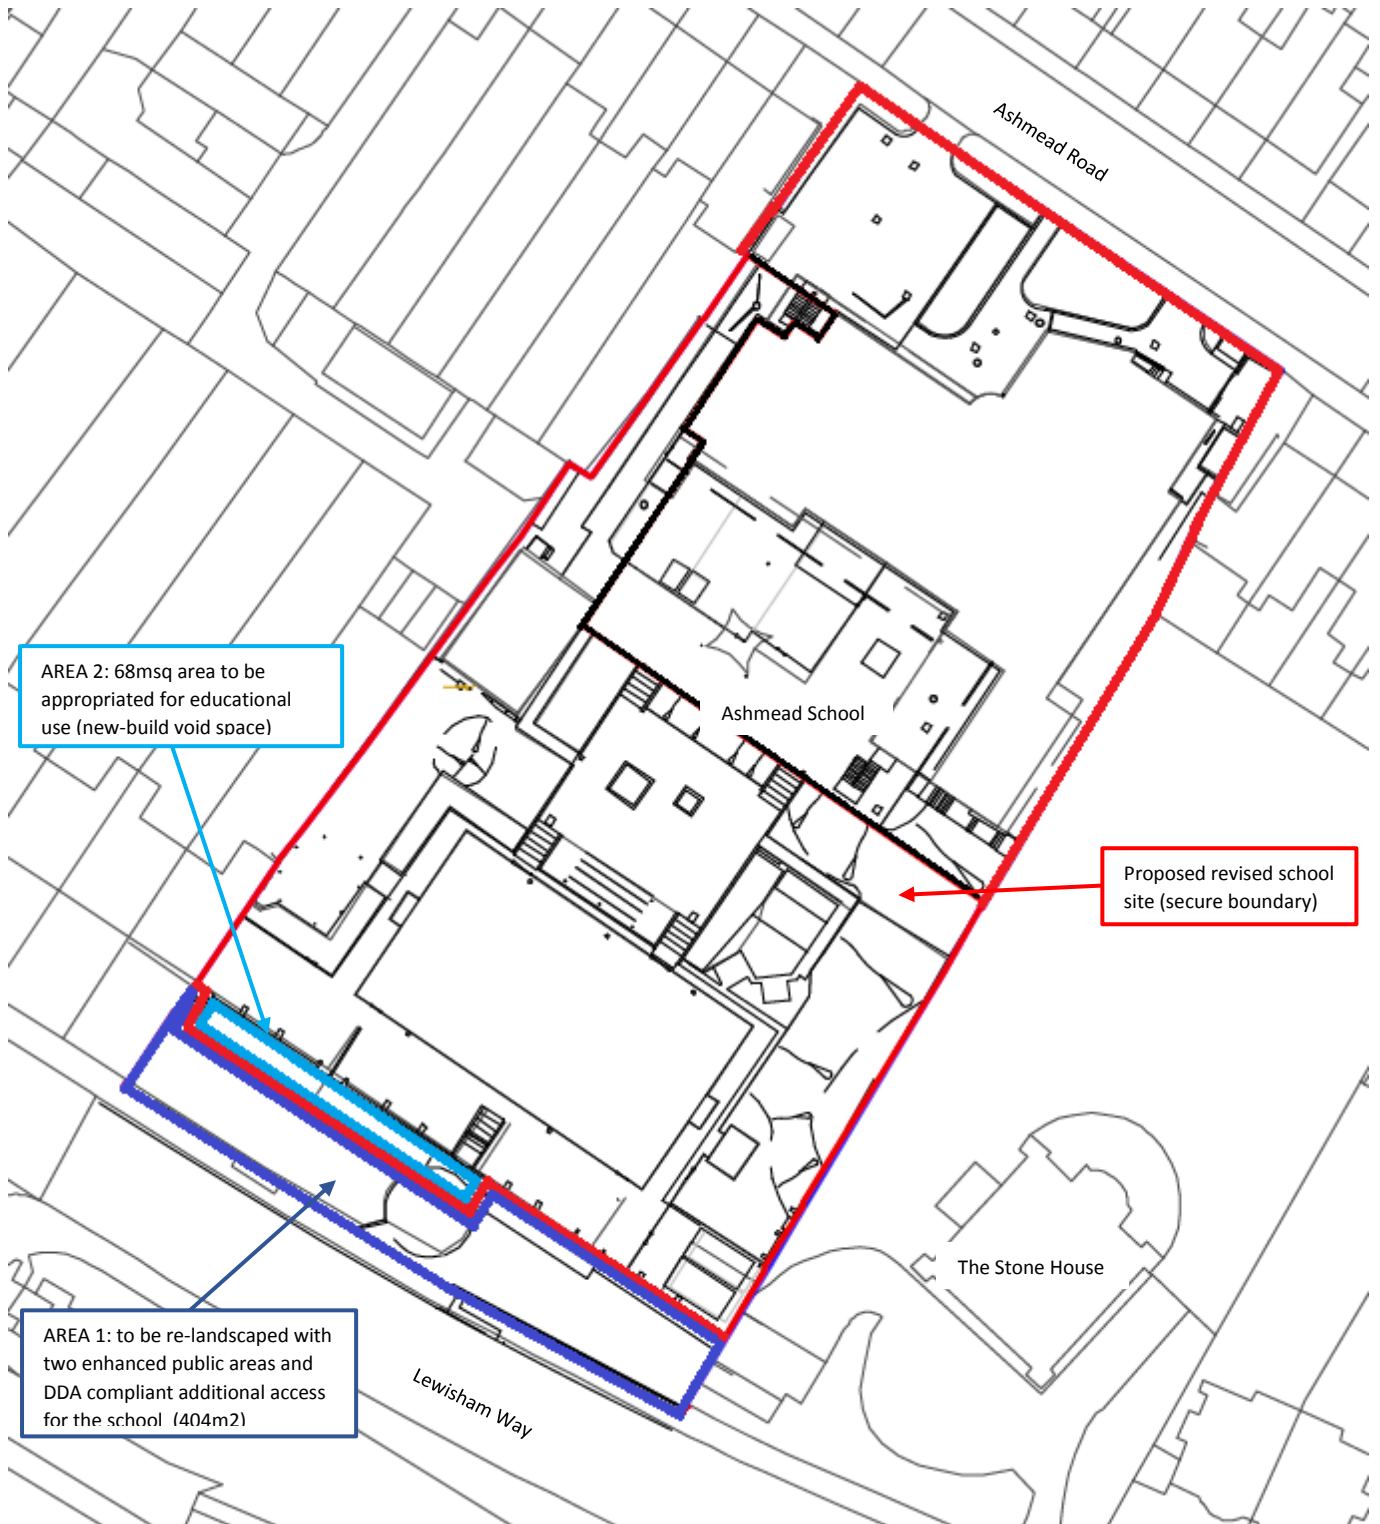 Ashmead Road
AREA 2: 68msq area to be
appropriated for educational
use (new-build void space)
Ashmead School
Proposed revised school
site (secure boundary)
The Stone House
AREA 1: to be re-landscaped with
two enhanced public areas and
DDA compliant additional access
for the school (404m2)
Lewisham Way